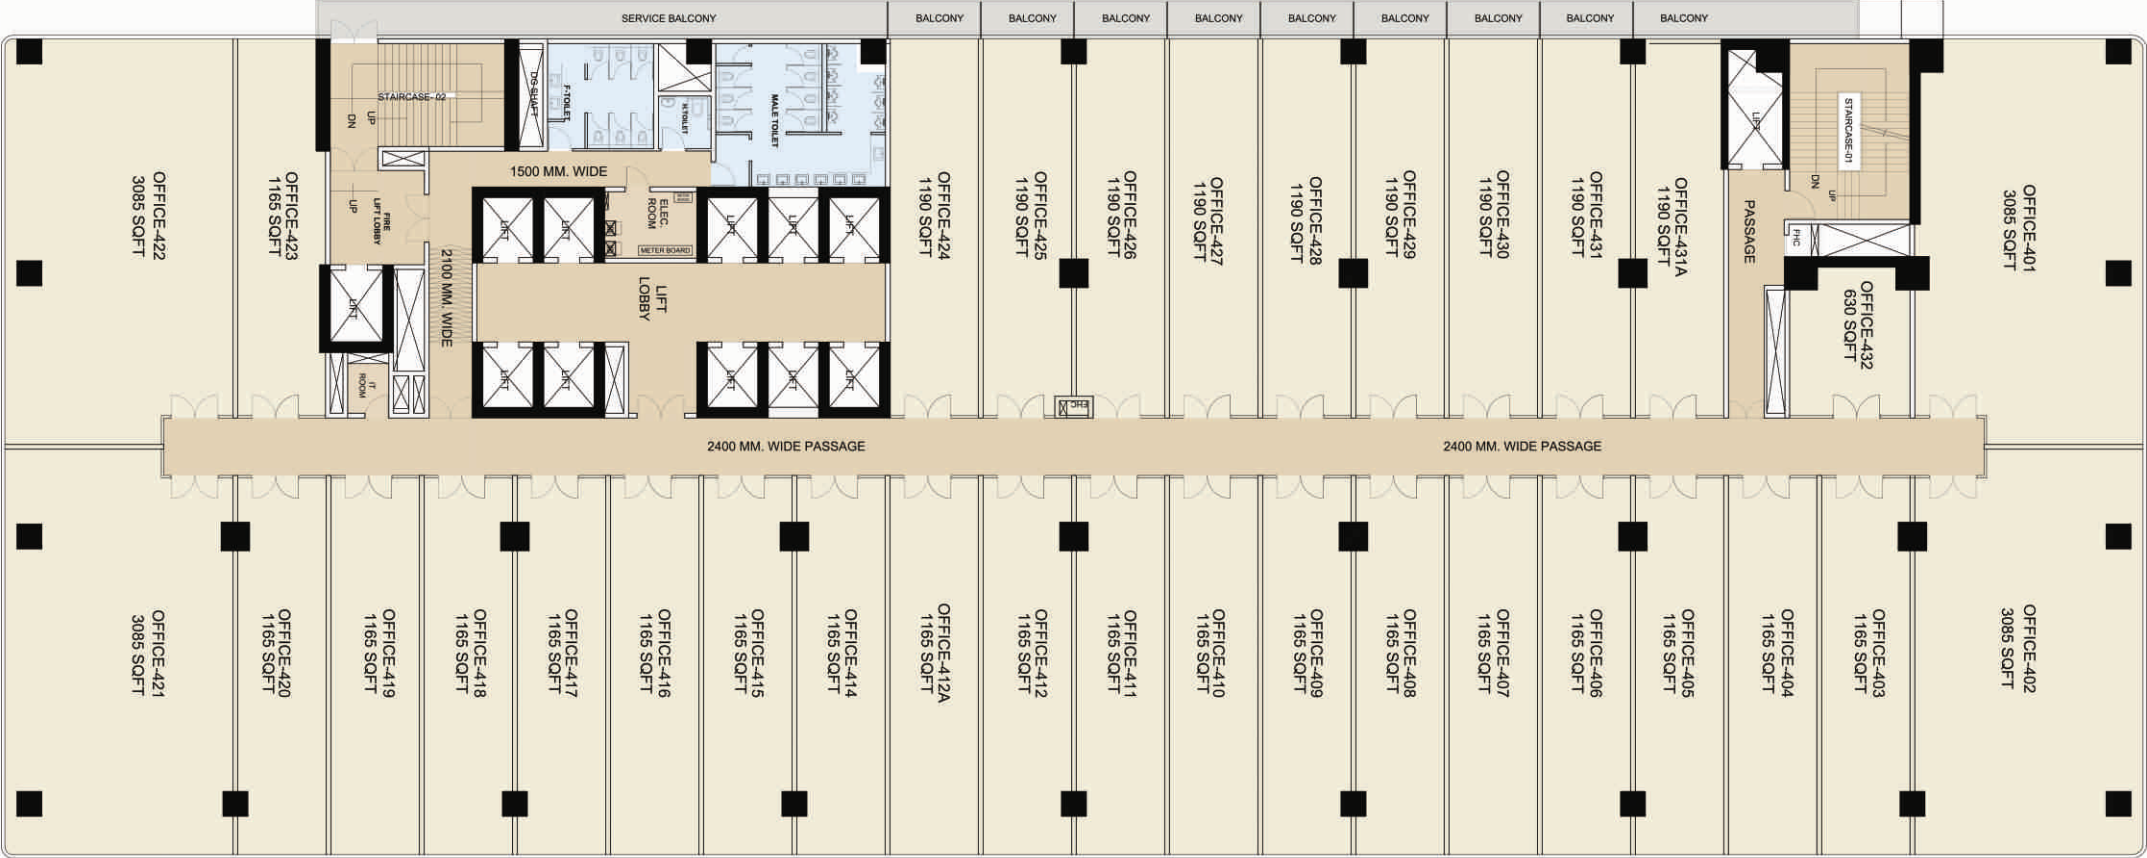 SERVICE BALCONY
BALCONY
BALCONY
BALCONY
BALCONY
BALCONY
BALCONY
BALCONY
BALCONY
BALCONY
STAIRCASE- 02
UP
DN
DG SHAFT
F-TOILET
H.TOILET
MALE TOILET
LIFT
STAIRCASE-01
DN
UP
OFFICE-422
3085 SQFT
OFFICE-423
1165 SQFT
UP
FIRE
LIFT LOBBY
1500 MM. WIDE
LIFT
LIFT
ELEC.
ROOM
METER BOARD
LIFT
LIFT
LIFT
OFFICE-424
1190 SQFT
OFFICE-425
1190 SQFT
OFFICE-426
1190 SQFT
OFFICE-427
1190 SQFT
OFFICE-428
1190 SQFT
OFFICE-429
1190 SQFT
OFFICE-430
1190 SQFT
OFFICE-431
1190 SQFT
OFFICE-431A
1190 SQFT
PASSAGE
FHC
OFFICE-401
3085 SQFT
LIFT
2100 MM. WIDE
LIFT
LOBBY
OFFICE-432
630 SQFT
IT
ROOM
LIFT
LIFT
LIFT
LIFT
LIFT
FHC
2400 MM. WIDE PASSAGE
2400 MM. WIDE PASSAGE
OFFICE-421
3085 SQFT
OFFICE-420
1165 SQFT
OFFICE-419
1165 SQFT
OFFICE-418
1165 SQFT
OFFICE-417
1165 SQFT
OFFICE-416
1165 SQFT
OFFICE-415
1165 SQFT
OFFICE-414
1165 SQFT
OFFICE-412A
1165 SQFT
OFFICE-412
1165 SQFT
OFFICE-411
1165 SQFT
OFFICE-410
1165 SQFT
OFFICE-409
1165 SQFT
OFFICE-408
1165 SQFT
OFFICE-407
1165 SQFT
OFFICE-406
1165 SQFT
OFFICE-405
1165 SQFT
OFFICE-404
1165 SQFT
OFFICE-403
1165 SQFT
OFFICE-402
3085 SQFT